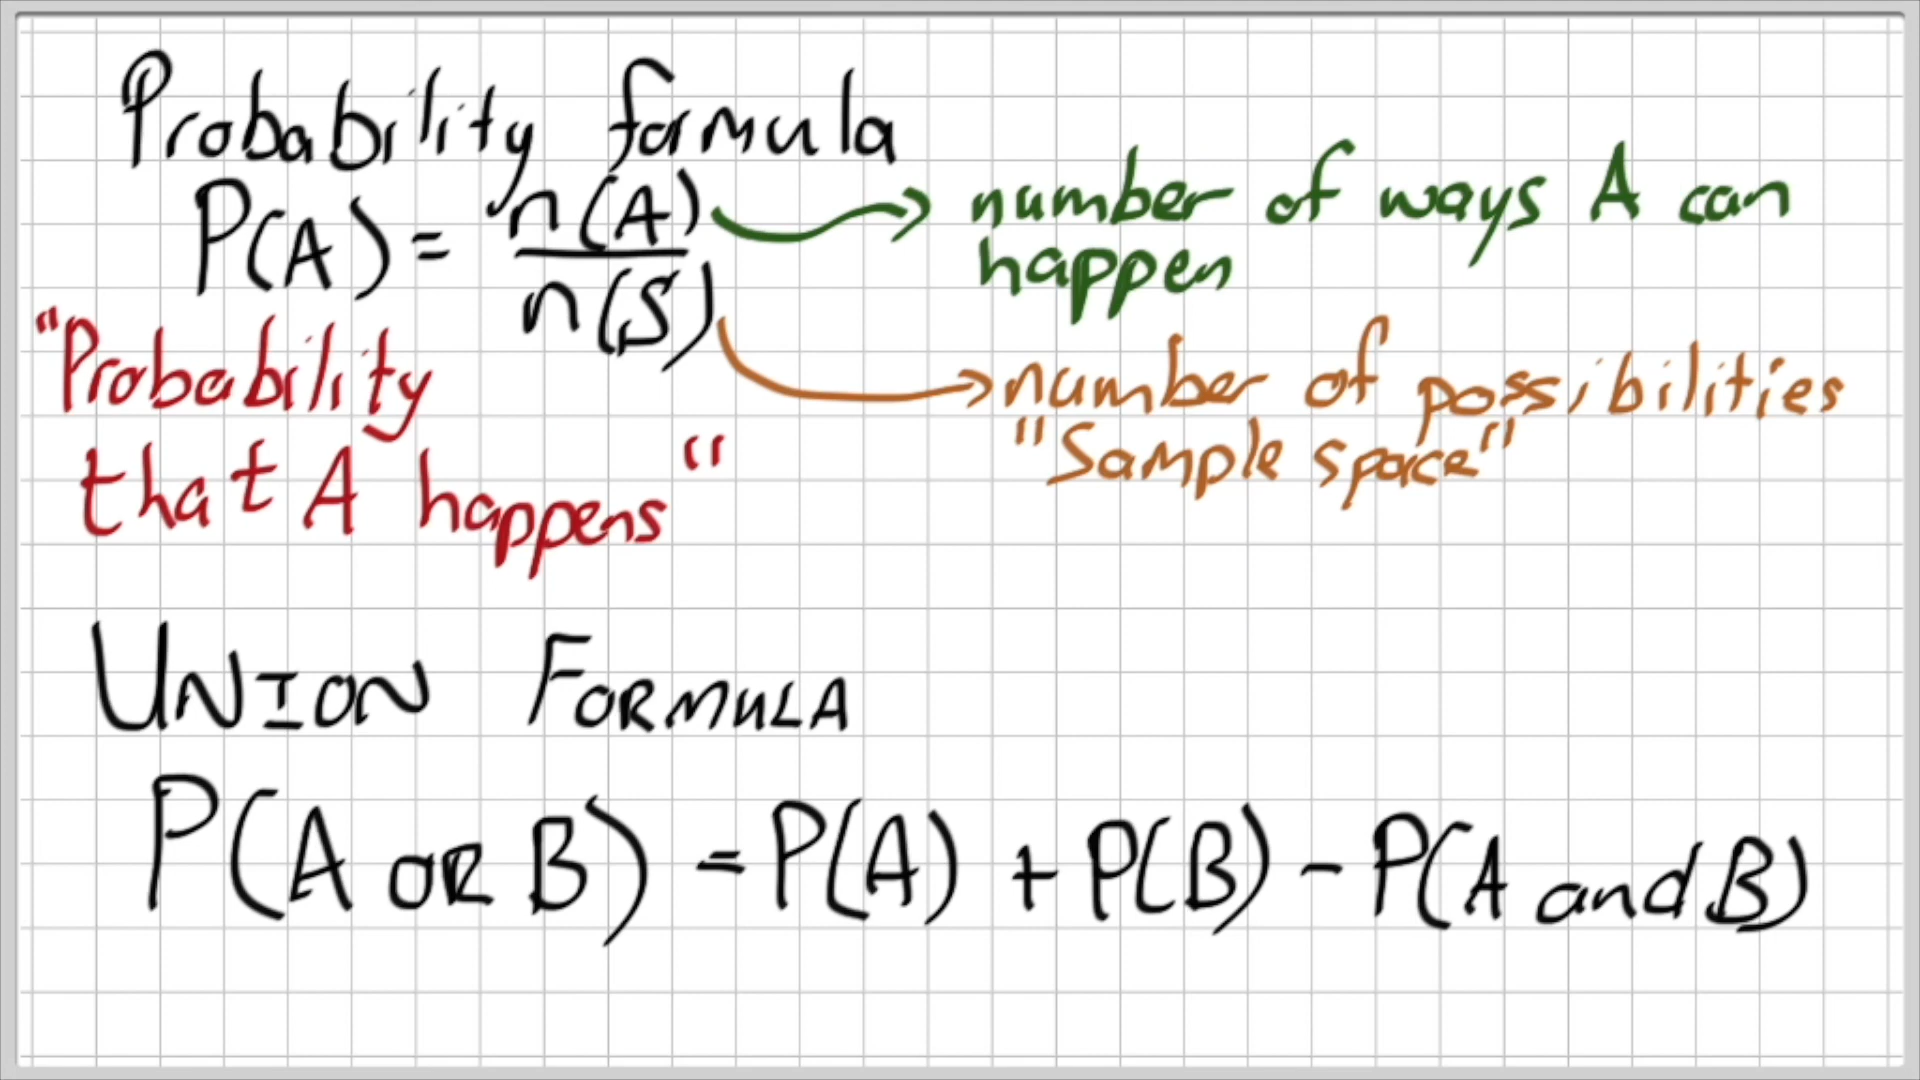 Probability formula
P(A) = n(A)/n(S)
number of ways A can
happen
number of possibilities
"Sample space"
"Probability
that A happens"
UNION FORMULA
P(A OR B) = P(A) + P(B) - P(A and B)